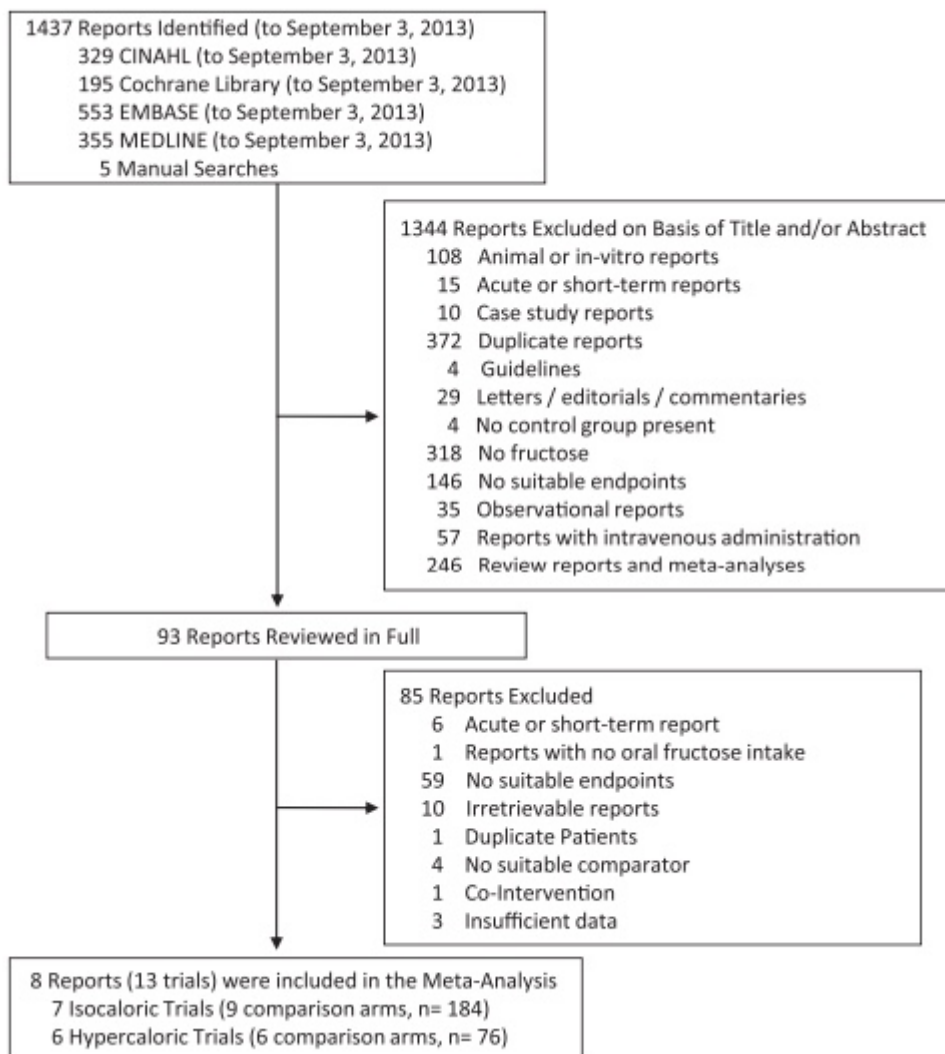 1437 Reports Identified (to September 3, 2013)
329 CINAHL (to September 3, 2013)
195 Cochrane Library (to September 3, 2013)
553 EMBASE (to September 3, 2013)
355 MEDLINE (to September 3, 2013)
5 Manual Searches
1344 Reports Excluded on Basis of Title and/or Abstract
108 Animal or in-vitro reports
15 Acute or short-term reports
10 Case study reports
372 Duplicate reports
4 Guidelines
29 Letters / editorials / commentaries
4 No control group present
318 No fructose
146 No suitable endpoints
35 Observational reports
57 Reports with intravenous administration
246 Review reports and meta-analyses
93 Reports Reviewed in Full
85 Reports Excluded
6 Acute or short-term report
1 Reports with no oral fructose intake
59 No suitable endpoints
10 Irretrievable reports
1 Duplicate Patients
4 No suitable comparator
1 Co-Intervention
3 Insufficient data
8 Reports (13 trials) were included in the Meta-Analysis
7 Isocaloric Trials (9 comparison arms, n= 184)
6 Hypercaloric Trials (6 comparison arms, n= 76)